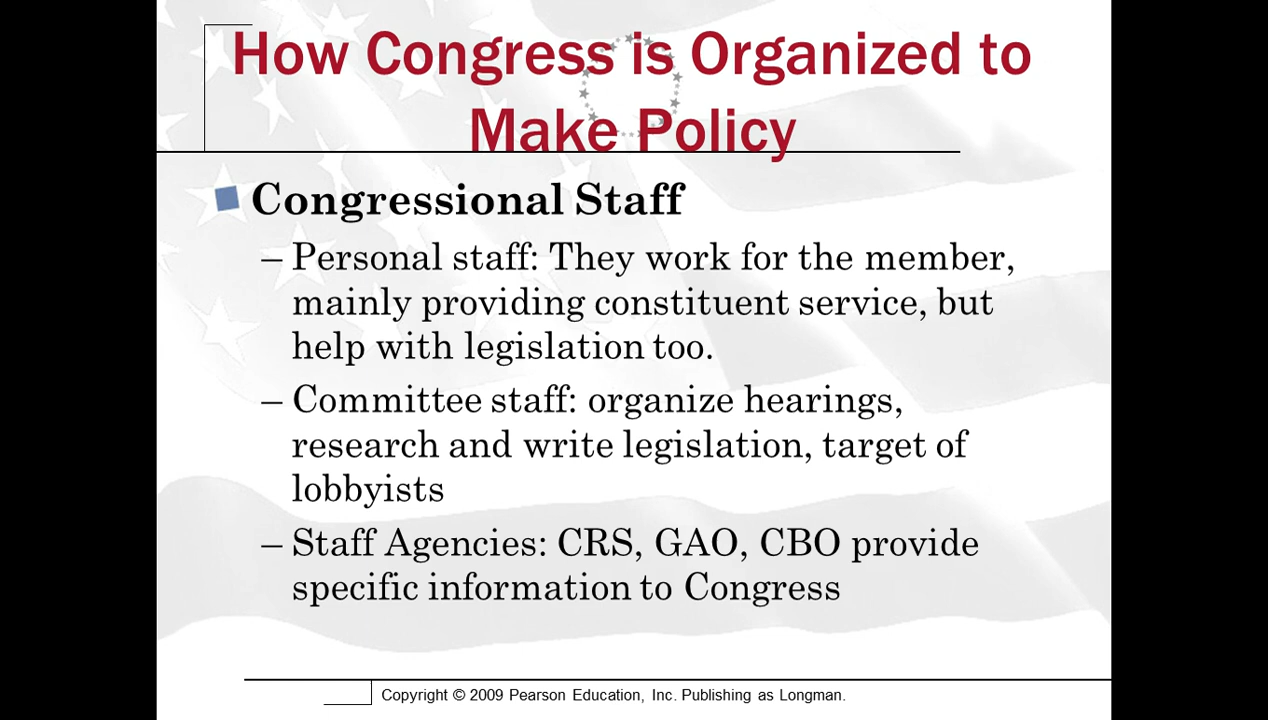 How Congress is Organized to
Make Policy
Congressional Staff
– Personal staff: They work for the member,
mainly providing constituent service, but
help with legislation too.
– Committee staff: organize hearings,
research and write legislation, target of
lobbyists
– Staff Agencies: CRS, GAO, CBO provide
specific information to Congress
Copyright © 2009 Pearson Education, Inc. Publishing as Longman.